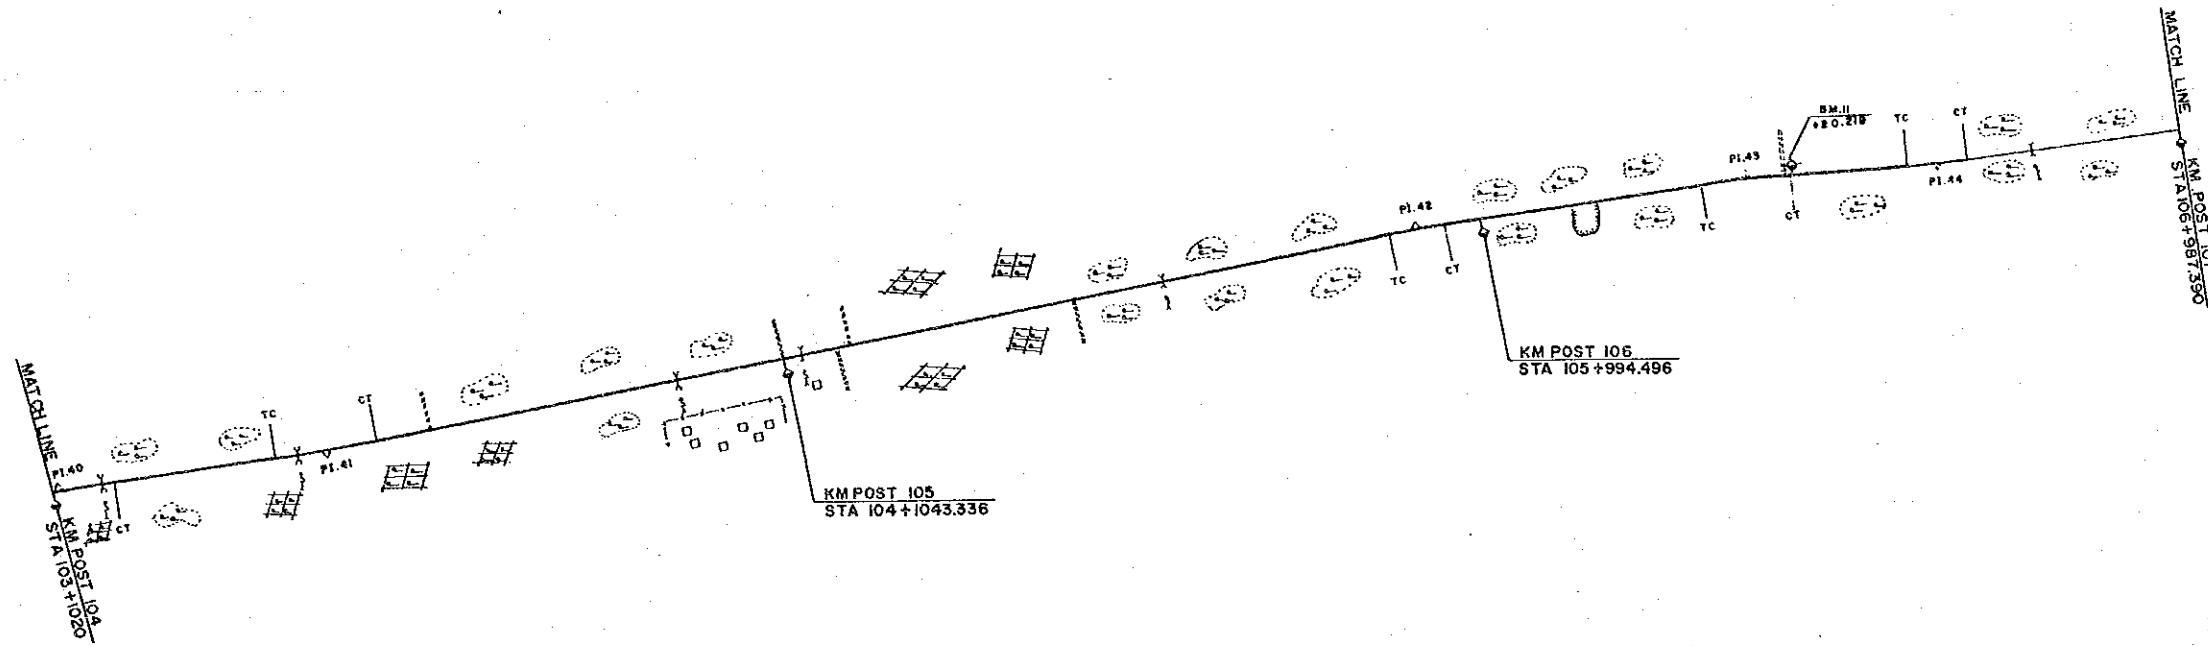 MATCH LINE
PI.40
KM POST 104
STA 103+1020
CT
TC
PI.41
CT
KM POST 105
STA 104+1043.336
PI.42
TC
CT
KM POST 106
STA 105+994.496
PI.43
TC
BM.11
CT
TC
PI.44
CT
MATCH LINE
KM POST
STA 106+987.390